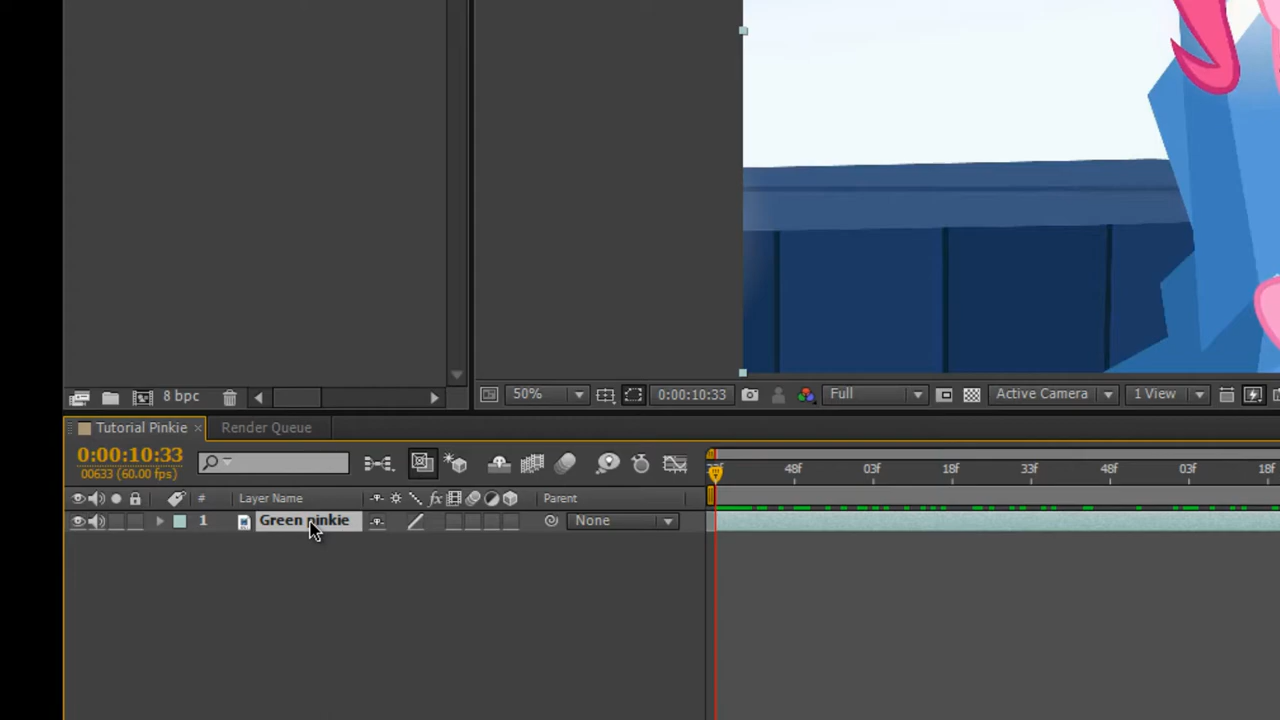 8 bpc
50%
0:00:10:33
Full
Active Camera
1 View
Tutorial Pinkie ×
Render Queue
0:00:10:33
00633 (60.00 fps)
48f
03f
18f
33f
48f
03f
18f
#
Layer Name
fx
Parent
1
Green pinkie
None